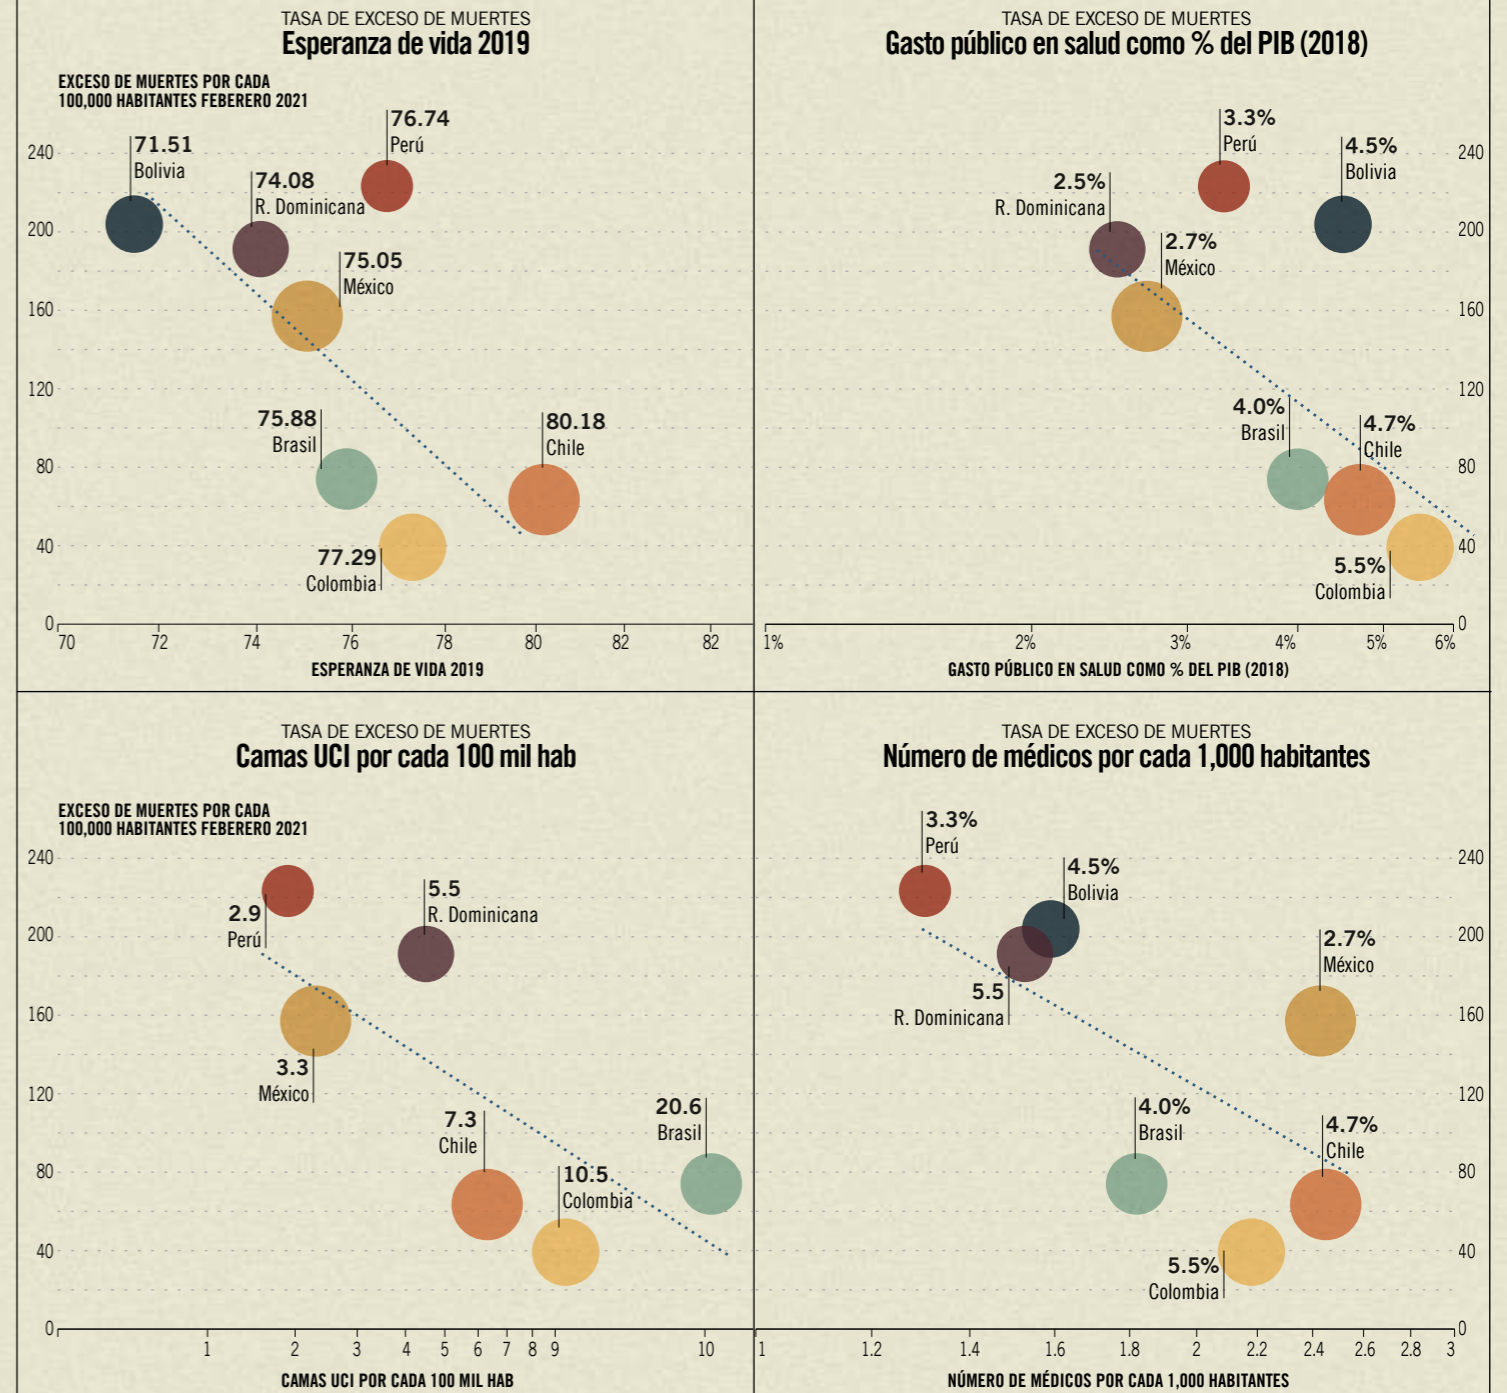 TASA DE EXCESO DE MUERTES
Esperanza de vida 2019
EXCESO DE MUERTES POR CADA
100,000 HABITANTES FEBERERO 2021
76.74
Perú
71.51
Bolivia
74.08
R. Dominicana
75.05
México
75.88
Brasil
80.18
Chile
77.29
Colombia
240
200
160
120
80
40
0
70 72 74 76 78 80 82 82
ESPERANZA DE VIDA 2019
TASA DE EXCESO DE MUERTES
Gasto público en salud como % del PIB (2018)
3.3%
Perú
4.5%
Bolivia
2.5%
R. Dominicana
2.7%
México
4.0%
Brasil
4.7%
Chile
5.5%
Colombia
240
200
160
120
80
40
0
1% 2% 3% 4% 5% 6%
GASTO PÚBLICO EN SALUD COMO % DEL PIB (2018)
TASA DE EXCESO DE MUERTES
Camas UCI por cada 100 mil hab
EXCESO DE MUERTES POR CADA
100,000 HABITANTES FEBERERO 2021
2.9
Perú
5.5
R. Dominicana
3.3
México
7.3
Chile
20.6
Brasil
10.5
Colombia
240
200
160
120
80
40
0
1 2 3 4 5 6 7 8 9 10
CAMAS UCI POR CADA 100 MIL HAB
TASA DE EXCESO DE MUERTES
Número de médicos por cada 1,000 habitantes
3.3%
Perú
4.5%
Bolivia
2.7%
México
5.5
R. Dominicana
4.0%
Brasil
4.7%
Chile
5.5%
Colombia
240
200
160
120
80
40
0
1 1.2 1.4 1.6 1.8 2 2.2 2.4 2.6 2.8 3
NÚMERO DE MÉDICOS POR CADA 1,000 HABITANTES